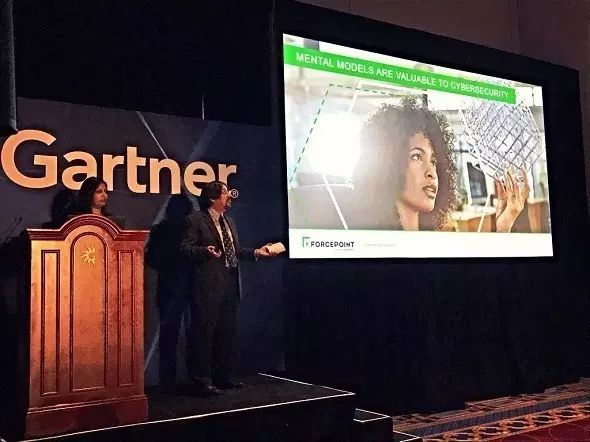 Gartner®
MENTAL MODELS ARE VALUABLE TO CYBERSECURITY
FORCEPOINT